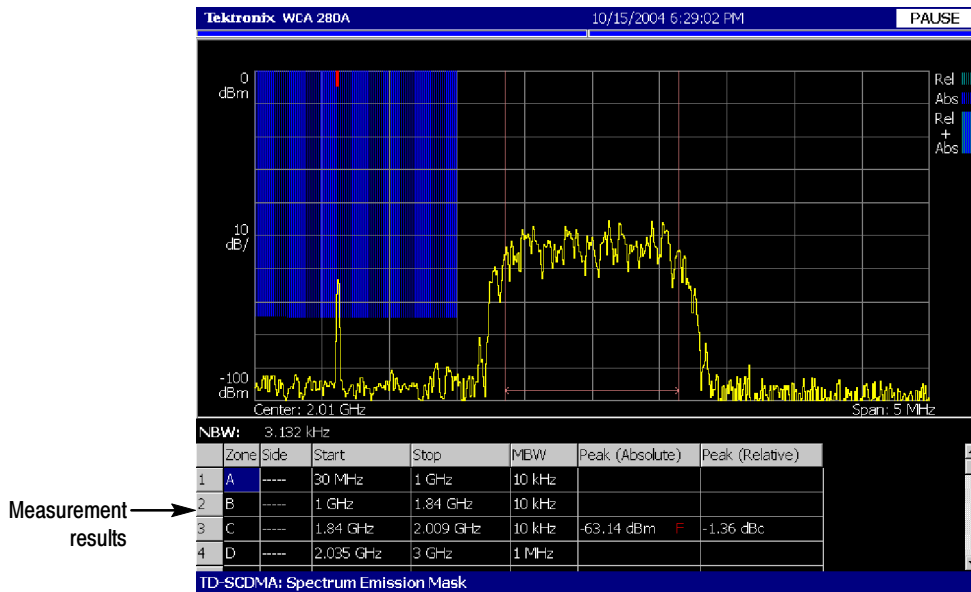 Tektronix WCA 280A 10/15/2004 6:29:02 PM PAUSE
0
dBm
Rel
Abs
Rel
+
Abs
10
dB/
-100
dBm
Center: 2.01 GHz Span: 5 MHz
NBW: 3.132 kHz
Zone Side Start Stop MBW Peak (Absolute) Peak (Relative)
1 A ----- 30 MHz 1 GHz 10 kHz
2 B ----- 1 GHz 1.84 GHz 10 kHz
3 C ----- 1.84 GHz 2.009 GHz 10 kHz -63.14 dBm F -1.36 dBc
4 D ----- 2.035 GHz 3 GHz 1 MHz
Measurement
results
TD-SCDMA: Spectrum Emission Mask